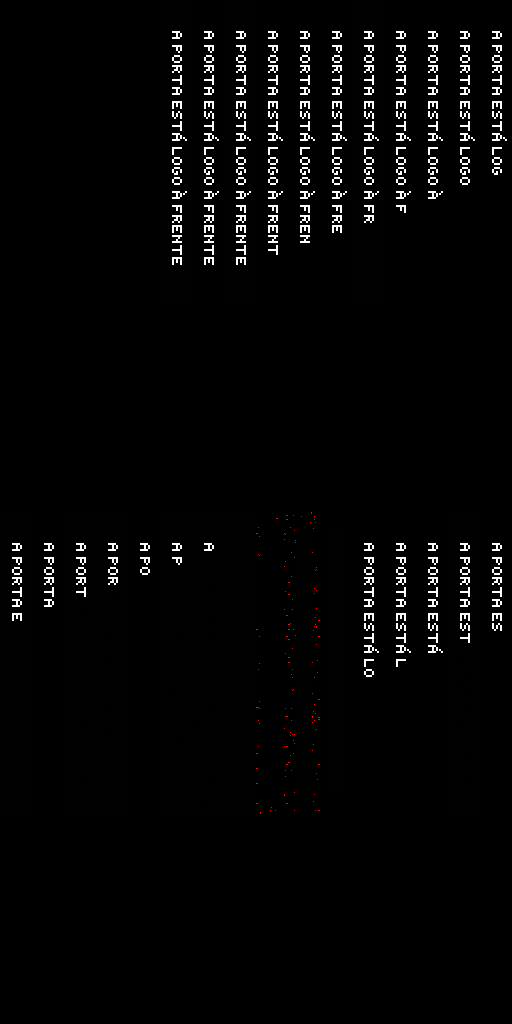 A PORTA ESTÁ LOG
A PORTA ESTÁ LOGO
A PORTA ESTÁ LOGO À
A PORTA ESTÁ LOGO À F
A PORTA ESTÁ LOGO À FR
A PORTA ESTÁ LOGO À FRE
A PORTA ESTÁ LOGO À FREN
A PORTA ESTÁ LOGO À FRENT
A PORTA ESTÁ LOGO À FRENTE
A PORTA ESTÁ LOGO À FRENTE
A PORTA ESTÁ LOGO À FRENTE
A PORTA ES
A PORTA EST
A PORTA ESTÁ
A PORTA ESTÁ L
A PORTA ESTÁ LO
A
A P
A PO
A POR
A PORT
A PORTA
A PORTA E